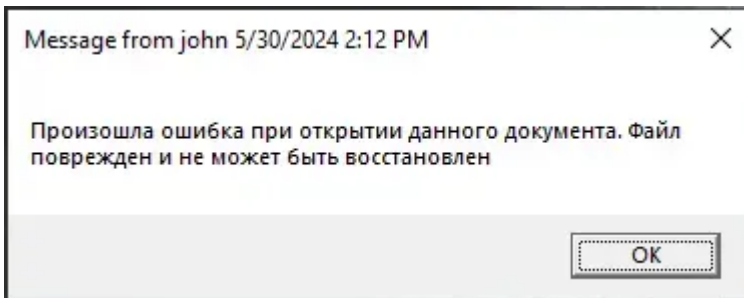 Message from john 5/30/2024 2:12 PM
Произошла ошибка при открытии данного документа. Файл
поврежден и не может быть восстановлен
OK